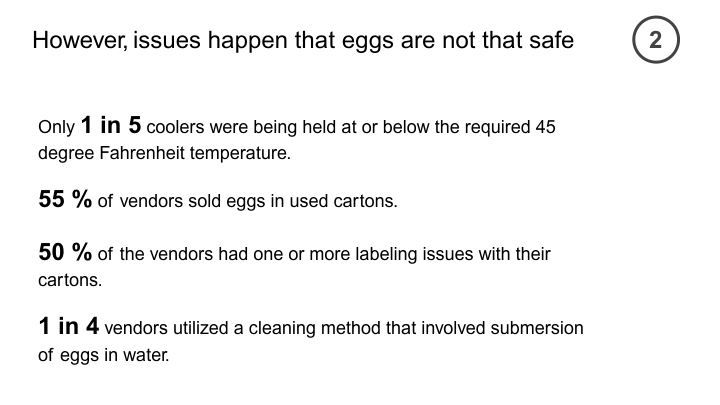 However, issues happen that eggs are not that safe
2
Only 1 in 5 coolers were being held at or below the required 45
degree Fahrenheit temperature.
55 % of vendors sold eggs in used cartons.
50 % of the vendors had one or more labeling issues with their
cartons.
1 in 4 vendors utilized a cleaning method that involved submersion
of eggs in water.